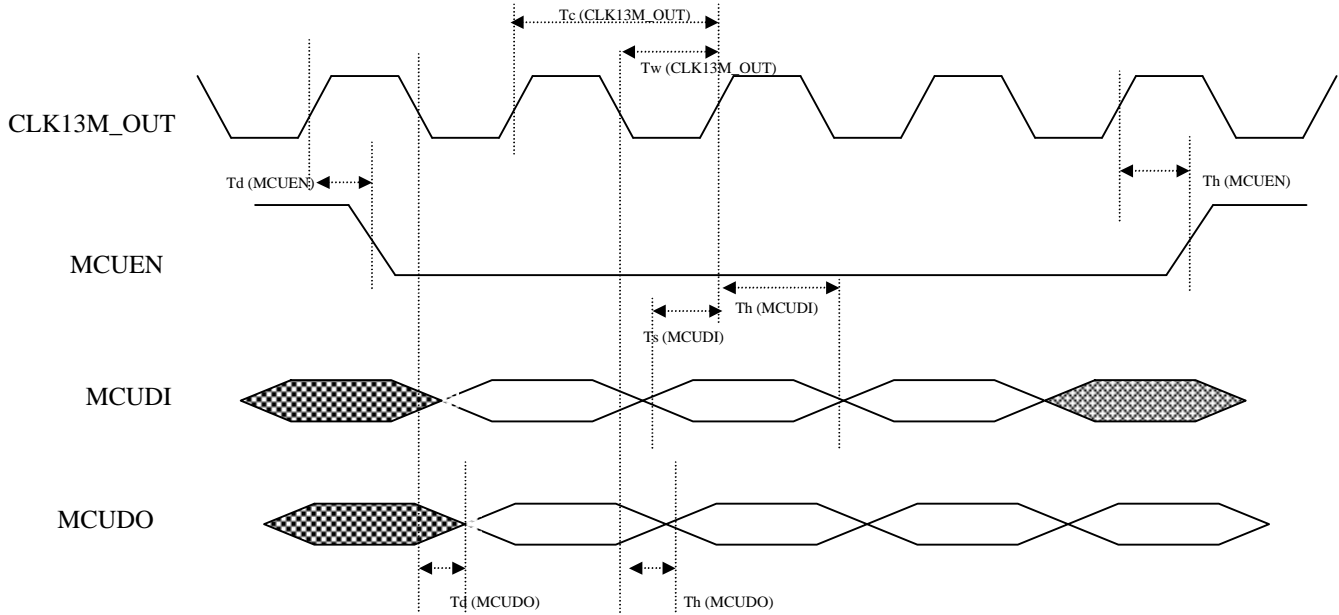 Tc (CLK13M_OUT)
Tw (CLK13M_OUT)
CLK13M_OUT
Td (MCUEN)
Th (MCUEN)
MCUEN
Th (MCUDI)
Ts (MCUDI)
MCUDI
MCUDO
Td (MCUDO)
Th (MCUDO)